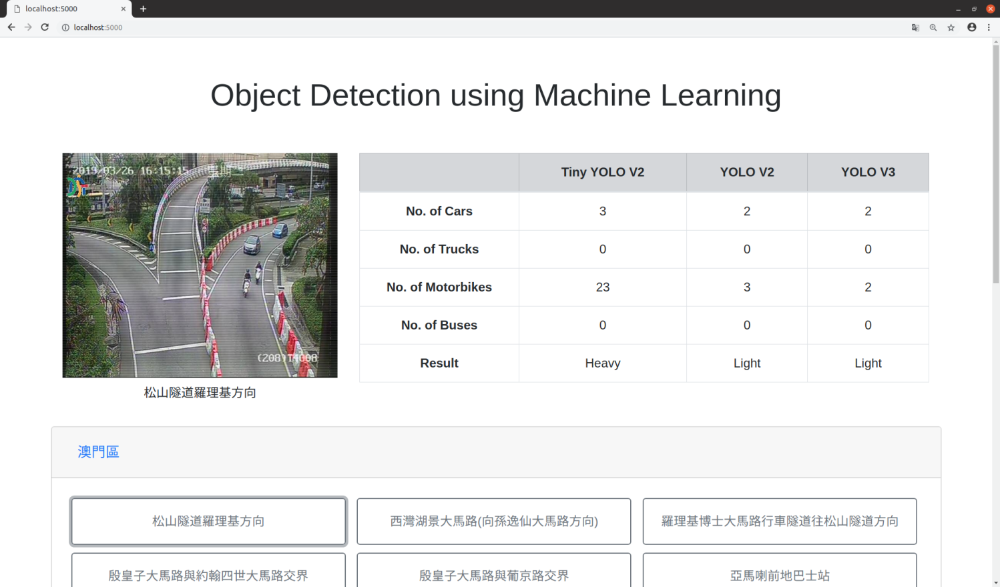 localhost:5000
localhost:5000
Object Detection using Machine Learning
2019/03/26 16:15:15 星期二
(208)T4008
松山隧道羅理基方向
Tiny YOLO V2 YOLO V2 YOLO V3
No. of Cars 3 2 2
No. of Trucks 0 0 0
No. of Motorbikes 23 3 2
No. of Buses 0 0 0
Result Heavy Light Light
澳門區
松山隧道羅理基方向 西灣湖景大馬路(向孫逸仙大馬路方向) 羅理基博士大馬路行車隧道往松山隧道方向
殷皇子大馬路與約翰四世大馬路交界 殷皇子大馬路與葡京路交界 亞馬喇前地巴士站